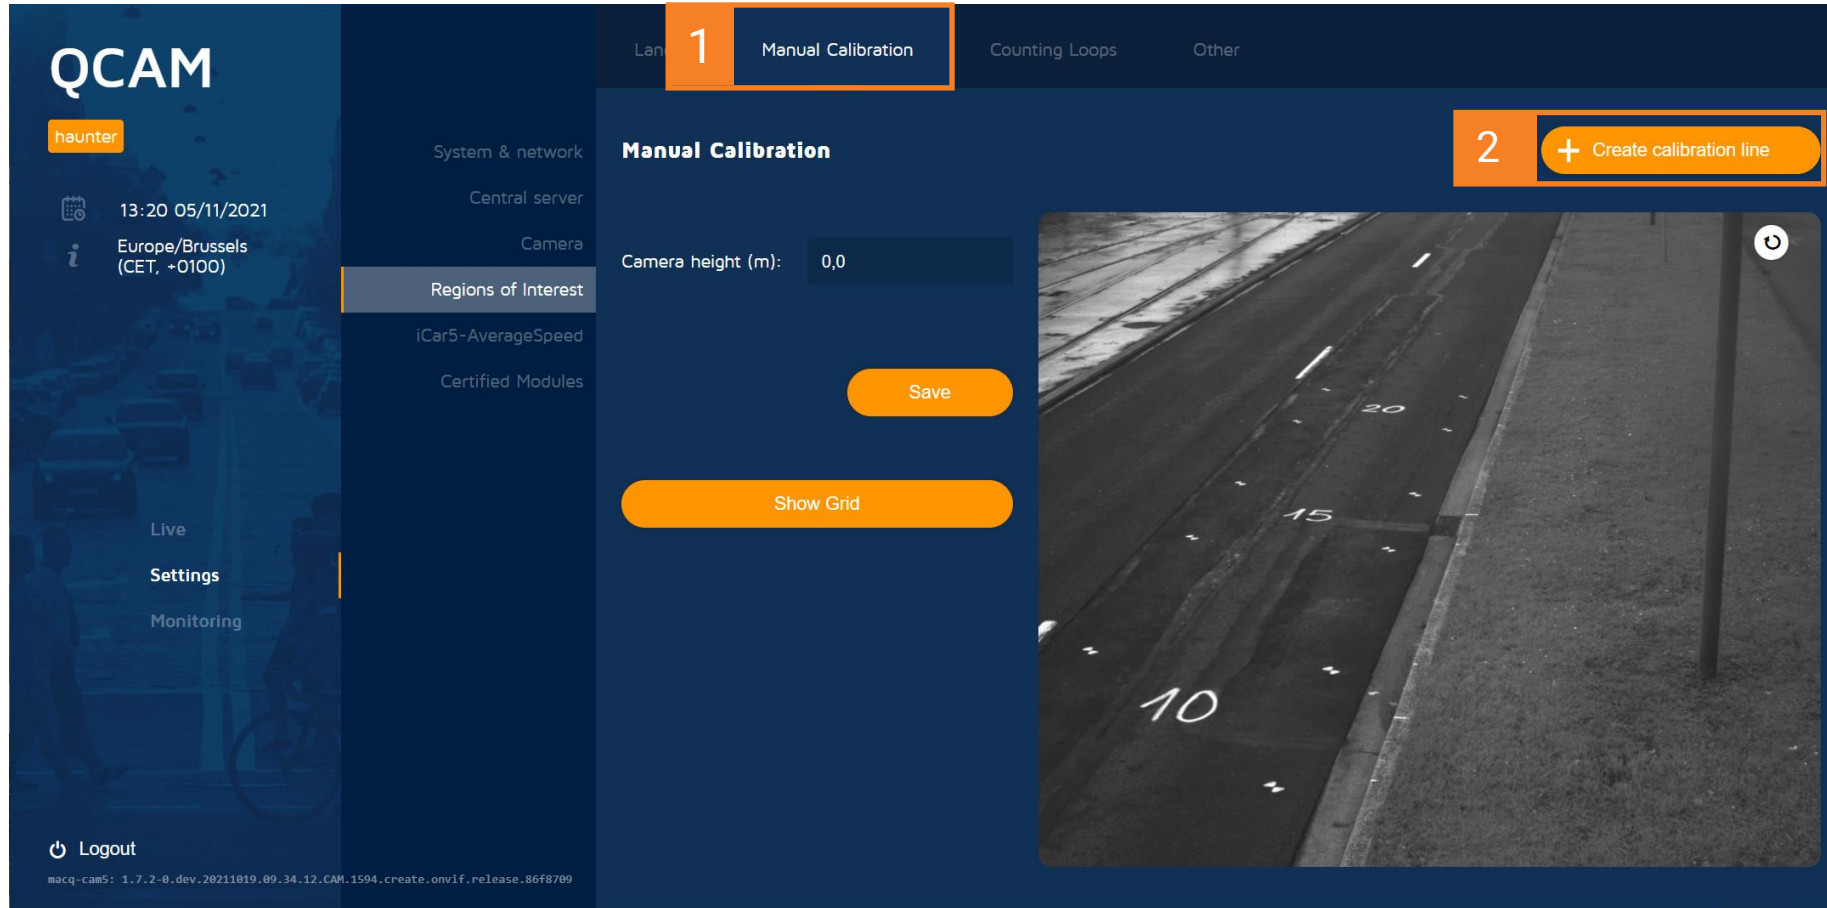 QCAM
haunter
13:20 05/11/2021
Europe/Brussels
(CET, +0100)
Live
Settings
Monitoring
Logout
macq-cam5: 1.7.2-0.dev.20211019.09.34.12.CAM.1594.create.onvif.release.86f8709
System & network
Central server
Camera
Regions of Interest
iCar5-AverageSpeed
Certified Modules
1
Manual Calibration
Counting Loops
Other
Manual Calibration
2
+ Create calibration line
Camera height (m):
0,0
Save
Show Grid
20
15
10